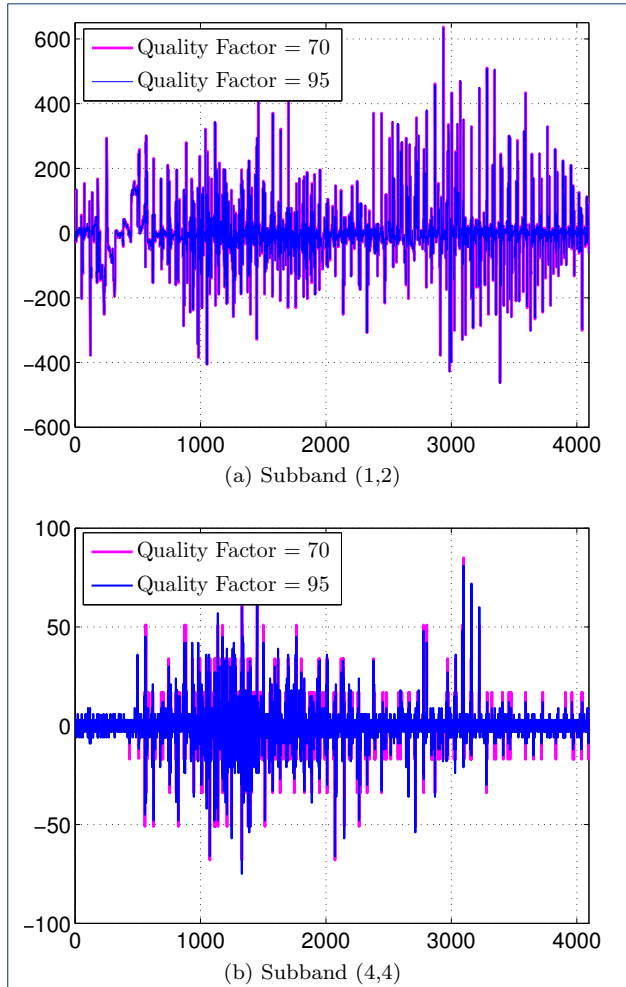 600
400
200
0
−200
−400
−600
Quality Factor = 70
Quality Factor = 95
0 1000 2000 3000 4000
(a) Subband (1,2)
100
50
0
−50
−100
Quality Factor = 70
Quality Factor = 95
0 1000 2000 3000 4000
(b) Subband (4,4)